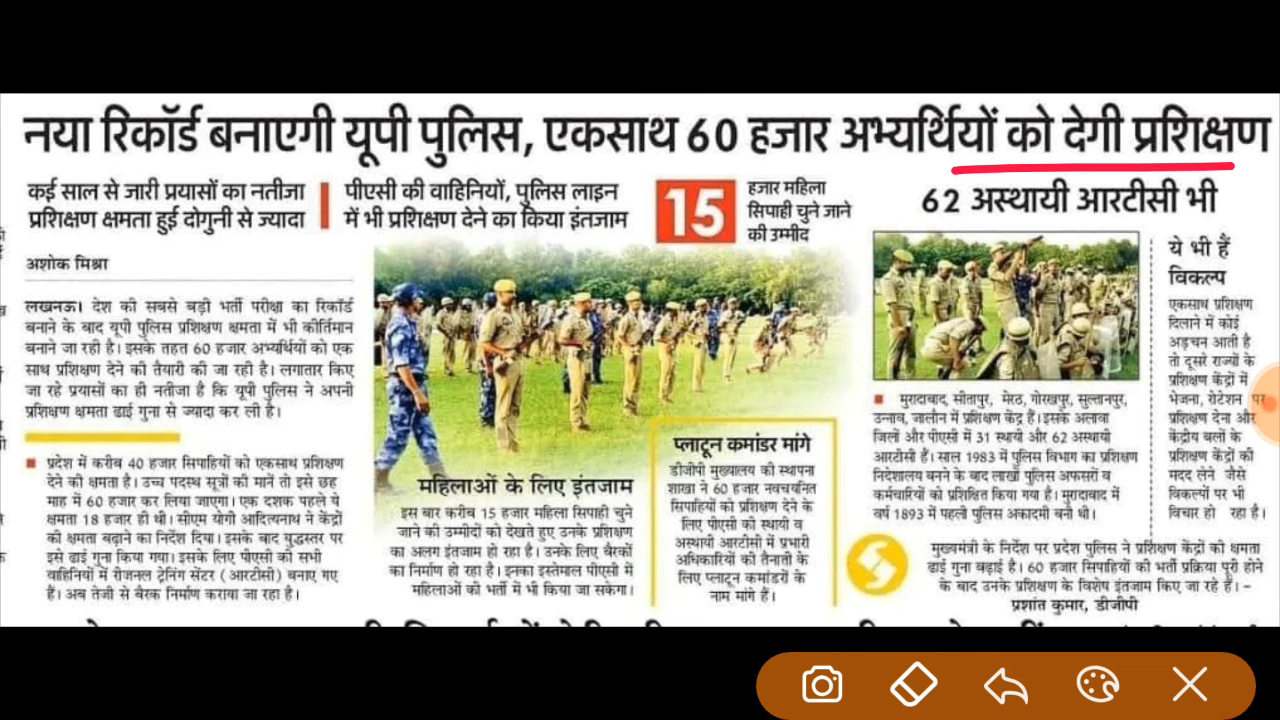 नया रिकॉर्ड बनाएगी यूपी पुलिस, एकसाथ 60 हजार अभ्यर्थियों को देगी प्रशिक्षण
कई साल से जारी प्रयासों का नतीजा
प्रशिक्षण क्षमता हुई दोगुनी से ज्यादा
पीएसी की वाहिनियों, पुलिस लाइन
में भी प्रशिक्षण देने का किया इंतजाम
15
हजार महिला
सिपाही चुने जाने
की उम्मीद
62 अस्थायी आरटीसी भी
अशोक मिश्रा
लखनऊ। देश की सबसे बड़ी भर्ती परीक्षा का रिकॉर्ड
बनाने के बाद यूपी पुलिस प्रशिक्षण क्षमता में भी कीर्तिमान
बनाने जा रही है। इसके तहत 60 हजार अभ्यर्थियों को एक
साथ प्रशिक्षण देने की तैयारी की जा रही है। लगातार किए
जा रहे प्रयासों का ही नतीजा है कि यूपी पुलिस ने अपनी
प्रशिक्षण क्षमता ढाई गुना से ज्यादा कर ली है।
प्रदेश में करीब 40 हजार सिपाहियों को एकसाथ प्रशिक्षण
देने की क्षमता है। उच्च पदस्थ सूत्रों की मानें तो इसे छह
माह में 60 हजार कर लिया जाएगा। एक दशक पहले ये
क्षमता 18 हजार ही थी। सीएम योगी आदित्यनाथ ने केंद्रों
की क्षमता बढ़ाने का निर्देश दिया। इसके बाद युद्धस्तर पर
इसे ढाई गुना किया गया। इसके लिए पीएसी की सभी
वाहिनियों में रीजनल ट्रेनिंग सेंटर (आरटीसी) बनाए गए
हैं। अब तेजी से बैरक निर्माण कराया जा रहा है।
महिलाओं के लिए इंतजाम
इस बार करीब 15 हजार महिला सिपाही चुने
जाने की उम्मीदों को देखते हुए उनके प्रशिक्षण
का अलग इंतजाम हो रहा है। उनके लिए बैरकों
का निर्माण हो रहा है। इनका इस्तेमाल पीएसी में
महिलाओं की भर्ती में भी किया जा सकेगा।
प्लाटून कमांडर मांगे
डीजीपी मुख्यालय की स्थापना
शाखा ने 60 हजार नवचयनित
सिपाहियों को प्रशिक्षण देने के
लिए पीएसी की स्थायी व
अस्थायी आरटीसी में प्रभारी
अधिकारियों की तैनाती के
लिए प्लाटून कमांडरों के
नाम मांगे हैं।
मुरादाबाद, सीतापुर, मेरठ, गोरखपुर, सुल्तानपुर,
उन्नाव, जालौन में प्रशिक्षण केंद्र हैं। इसके अलावा
जिलों और पीएसी में 31 स्थायी और 62 अस्थायी
आरटीसी हैं। साल 1983 में पुलिस विभाग का प्रशिक्षण
निदेशालय बनने के बाद लाखों पुलिस अफसरों व
कर्मचारियों को प्रशिक्षित किया गया है। मुरादाबाद में
वर्ष 1893 में पहली पुलिस अकादमी बनी थी।
ये भी हैं
विकल्प
एकसाथ प्रशिक्षण
दिलाने में कोई
अड़चन आती है
तो दूसरे राज्यों के
प्रशिक्षण केंद्रों में
भेजना, रोटेशन पर
प्रशिक्षण देना और
केंद्रीय बलों के
प्रशिक्षण केंद्रों की
मदद लेने जैसे
विकल्पों पर भी
विचार हो रहा है।
मुख्यमंत्री के निर्देश पर प्रदेश पुलिस ने प्रशिक्षण केंद्रों की क्षमता
ढाई गुना बढ़ाई है। 60 हजार सिपाहियों की भर्ती प्रक्रिया पूरी होने
के बाद उनके प्रशिक्षण के विशेष इंतजाम किए जा रहे हैं। -
प्रशांत कुमार, डीजीपी